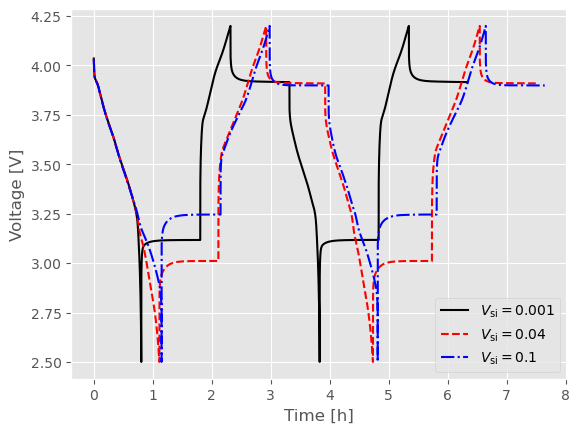 4.25
4.00
3.75
3.50
3.25
3.00
2.75
2.50
Voltage [V]
0 1 2 3 4 5 6 7 8
Time [h]
V_si = 0.001
V_si = 0.04
V_si = 0.1